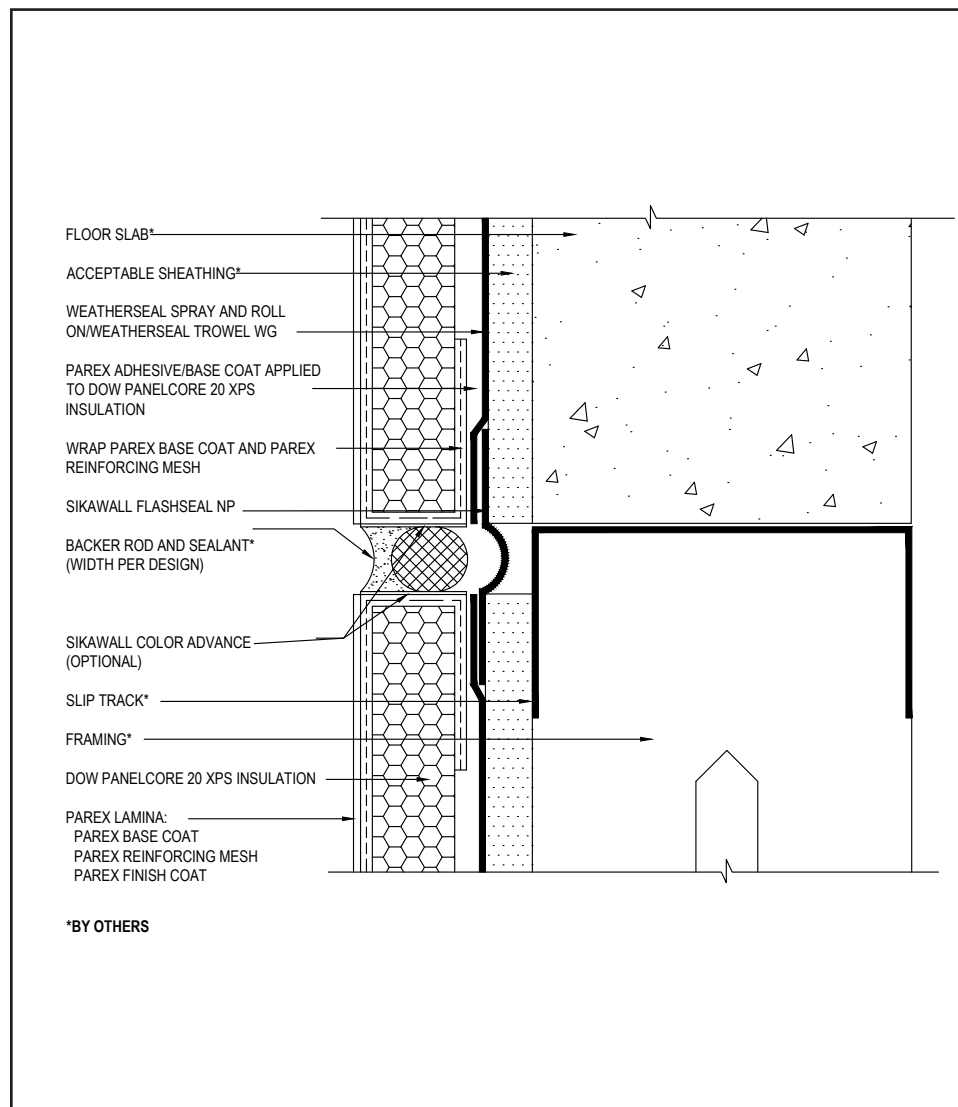 FLOOR SLAB*
ACCEPTABLE SHEATHING*
WEATHERSEAL SPRAY AND ROLL
ON/WEATHERSEAL TROWEL WG
PAREX ADHESIVE/BASE COAT APPLIED
TO DOW PANELCORE 20 XPS
INSULATION
WRAP PAREX BASE COAT AND PAREX
REINFORCING MESH
SIKAWALL FLASHSEAL NP
BACKER ROD AND SEALANT*
(WIDTH PER DESIGN)
SIKAWALL COLOR ADVANCE
(OPTIONAL)
SLIP TRACK*
FRAMING*
DOW PANELCORE 20 XPS INSULATION
PAREX LAMINA:
PAREX BASE COAT
PAREX REINFORCING MESH
PAREX FINISH COAT
*BY OTHERS